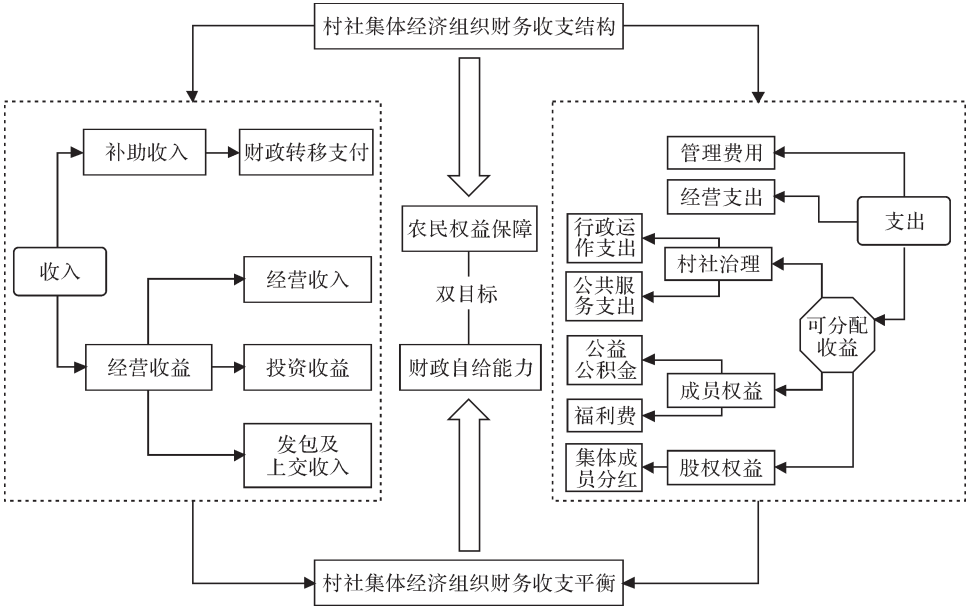 村社集体经济组织财务收支结构
补助收入
财政转移支付
收入
经营收入
经营收益
投资收益
发包及
上交收入
农民权益保障
双目标
财政自给能力
管理费用
经营支出
支出
行政运
作支出
村社治理
公共服
务支出
可分配
收益
公益
公积金
成员权益
福利费
集体成
员分红
股权权益
村社集体经济组织财务收支平衡